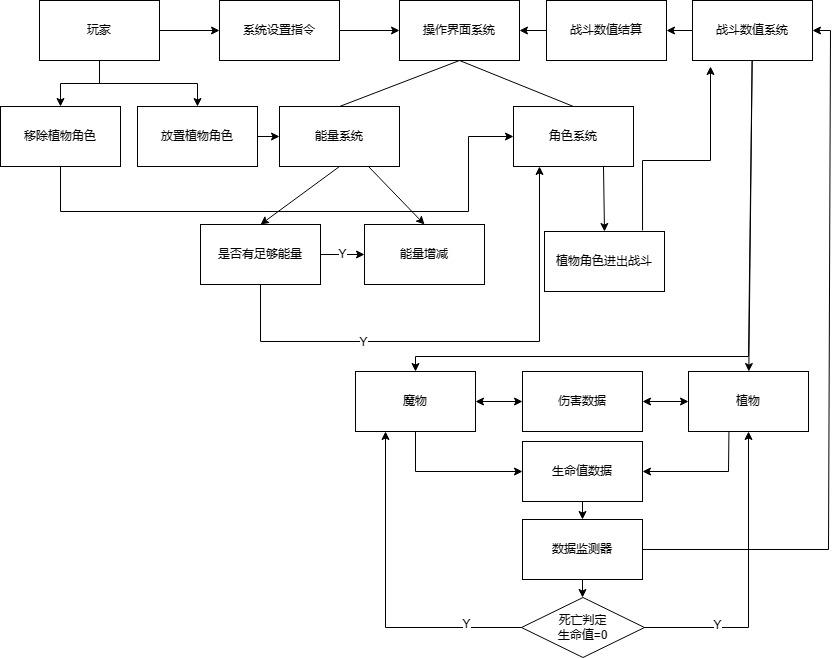 玩家
系统设置指令
操作界面系统
战斗数值结算
战斗数值系统
移除植物角色
放置植物角色
能量系统
角色系统
是否有足够能量
Y
能量增减
植物角色进出战斗
Y
魔物
伤害数据
植物
生命值数据
数据监测器
死亡判定
生命值=0
Y
Y